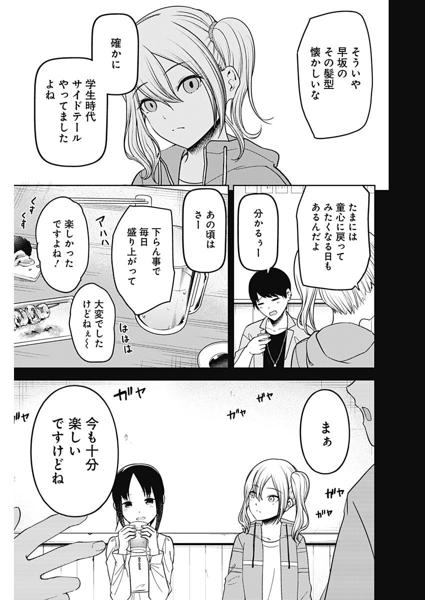 そういや
早坂の
その髪型
懐かしいな
確かに
学生時代
サイドテール
やってました
よね
たまには
童心に戻って
みたくなる日も
あるんだよ
分かるぅー
あの頃は
さー
下らん事で
毎日
盛り上がって
アハハ
楽しかった
ですよね!
くすくす
大変でした
けどねぇ〜
ははは
ガヤ
ガヤ
ガヤ
ガヤ
まぁ
今も十分
楽しい
ですけどね